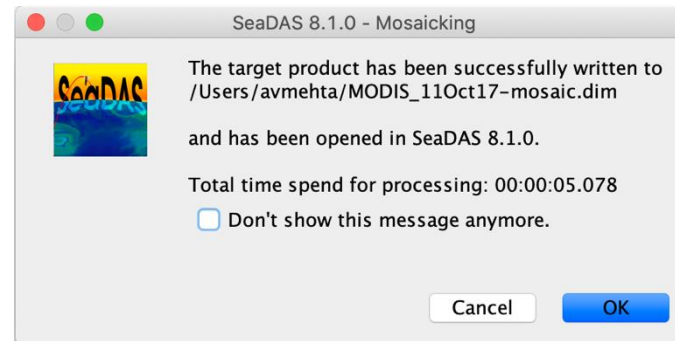 SeaDAS 8.1.0 - Mosaicking
SeaDAS
The target product has been successfully written to
/Users/avmehta/MODIS_11Oct17-mosaic.dim
and has been opened in SeaDAS 8.1.0.
Total time spend for processing: 00:00:05.078
Don't show this message anymore.
Cancel
OK